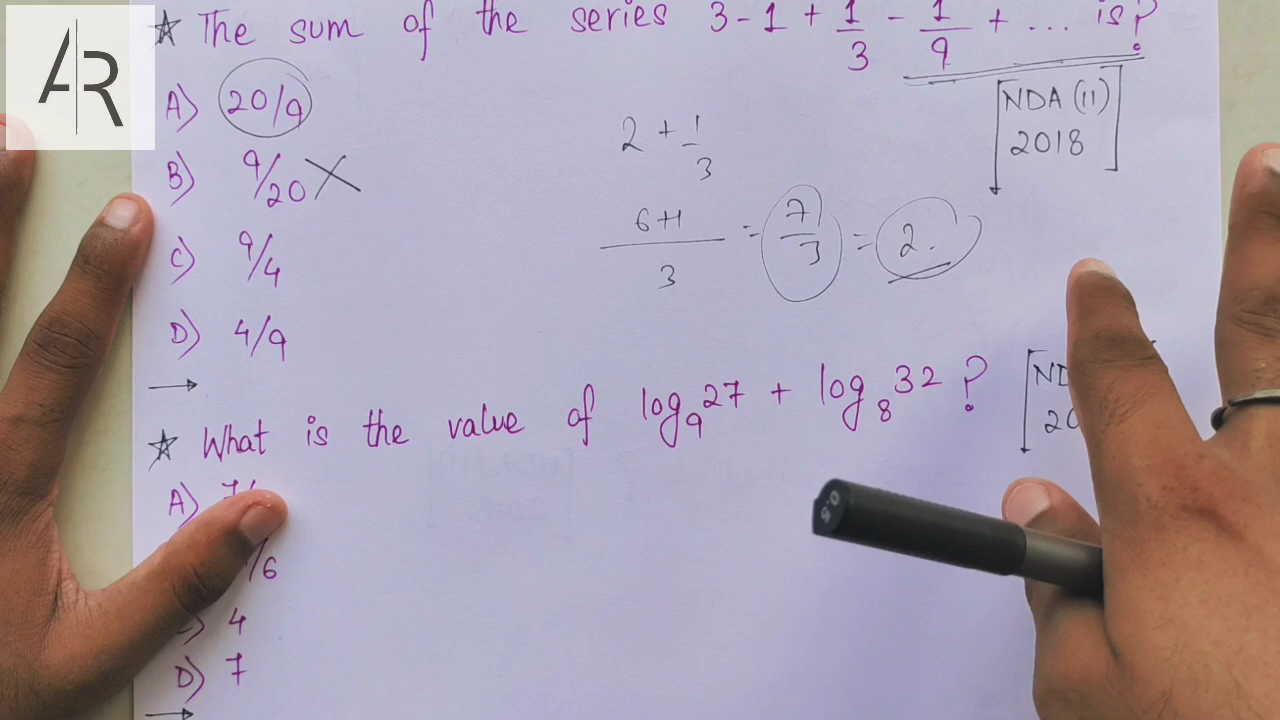 AR
☆ The sum of the series 3 - 1 + 1/3 - 1/9 + ... is?
[NDA (II)
2018]
A) 20/9
2 + 1/3
B) 9/20 X
6+1/3 = 7/3 = 2.
C) 9/4
D) 4/9
→
☆ What is the value of log₉27 + log₈32 ?
A)
/6
4
D) 7
→
0.5